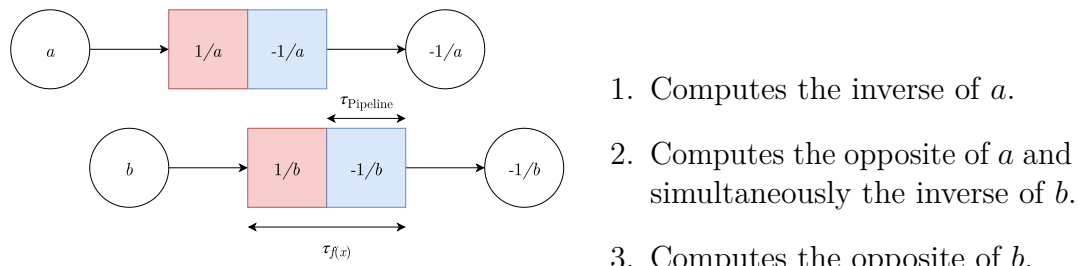 a
1/a
-1/a
-1/a
τPipeline
b
1/b
-1/b
-1/b
τf(x)
1. Computes the inverse of a.
2. Computes the opposite of a and
simultaneously the inverse of b.
3. Computes the opposite of b.